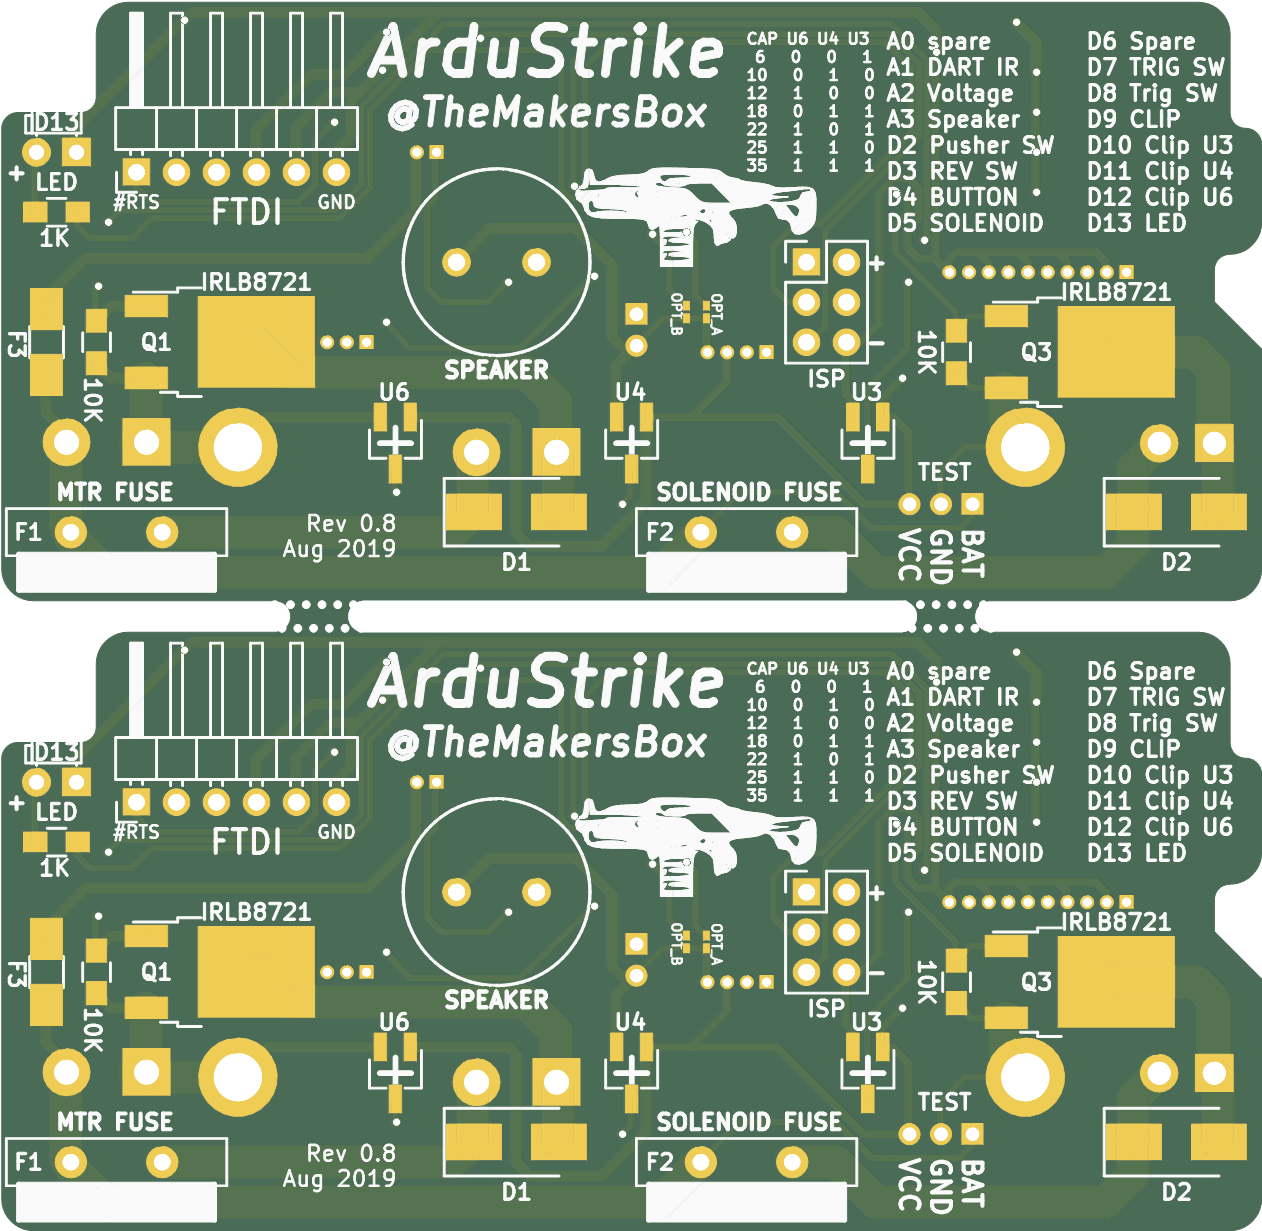 ArduStrike
@TheMakersBox
CAP U6 U4 U3
6 0 0 1
10 0 1 0
12 1 0 0
18 0 1 1
22 1 0 1
25 1 1 0
35 1 1 1
A0 spare
A1 DART IR
A2 Voltage
A3 Speaker
D2 Pusher SW
D3 REV SW
D4 BUTTON
D5 SOLENOID
D6 Spare
D7 TRIG SW
D8 Trig SW
D9 CLIP
D10 Clip U3
D11 Clip U4
D12 Clip U6
D13 LED
D13
+
LED
1K
#RTS
FTDI
GND
IRLB8721
F3
10K
Q1
SPEAKER
OPT_B
OPT_A
+
-
ISP
IRLB8721
10K
Q3
U6
U4
U3
MTR FUSE
SOLENOID FUSE
TEST
F1
Rev 0.8
Aug 2019
D1
F2
VCC
GND
BAT
D2
ArduStrike
@TheMakersBox
CAP U6 U4 U3
6 0 0 1
10 0 1 0
12 1 0 0
18 0 1 1
22 1 0 1
25 1 1 0
35 1 1 1
A0 spare
A1 DART IR
A2 Voltage
A3 Speaker
D2 Pusher SW
D3 REV SW
D4 BUTTON
D5 SOLENOID
D6 Spare
D7 TRIG SW
D8 Trig SW
D9 CLIP
D10 Clip U3
D11 Clip U4
D12 Clip U6
D13 LED
D13
+
LED
1K
#RTS
FTDI
GND
IRLB8721
F3
10K
Q1
SPEAKER
OPT_B
OPT_A
+
-
ISP
IRLB8721
10K
Q3
U6
U4
U3
MTR FUSE
SOLENOID FUSE
TEST
F1
Rev 0.8
Aug 2019
D1
F2
VCC
GND
BAT
D2